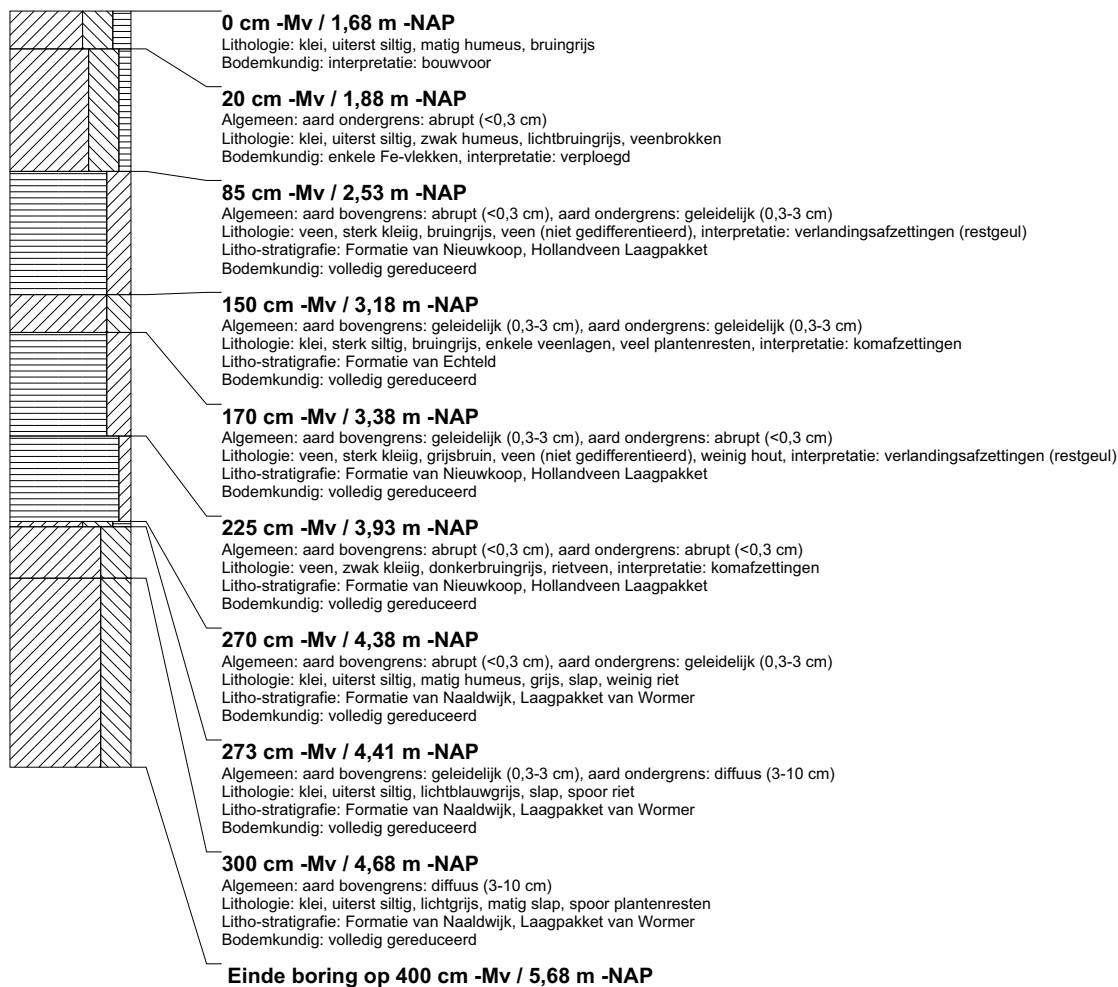 0 cm -Mv / 1,68 m -NAP
Lithologie: klei, uiterst siltig, matig humeus, bruingrijs
Bodemkundig: interpretatie: bouwvoor
20 cm -Mv / 1,88 m -NAP
Algemeen: aard ondergrens: abrupt (<0,3 cm)
Lithologie: klei, uiterst siltig, zwak humeus, lichtbruingrijs, veenbrokken
Bodemkundig: enkele Fe-vlekken, interpretatie: verploegd
85 cm -Mv / 2,53 m -NAP
Algemeen: aard bovengrens: abrupt (<0,3 cm), aard ondergrens: geleidelijk (0,3-3 cm)
Lithologie: veen, sterk kleiig, bruingrijs, veen (niet gedifferentieerd), interpretatie: verlandingsafzettingen (restgeul)
Litho-stratigrafie: Formatie van Nieuwkoop, Hollandveen Laagpakket
Bodemkundig: volledig gereduceerd
150 cm -Mv / 3,18 m -NAP
Algemeen: aard bovengrens: geleidelijk (0,3-3 cm), aard ondergrens: geleidelijk (0,3-3 cm)
Lithologie: klei, sterk siltig, bruingrijs, enkele veenlagen, veel plantenresten, interpretatie: komafzettingen
Litho-stratigrafie: Formatie van Echteld
Bodemkundig: volledig gereduceerd
170 cm -Mv / 3,38 m -NAP
Algemeen: aard bovengrens: geleidelijk (0,3-3 cm), aard ondergrens: abrupt (<0,3 cm)
Lithologie: veen, sterk kleiig, grijsbruin, veen (niet gedifferentieerd), weinig hout, interpretatie: verlandingsafzettingen (restgeul)
Litho-stratigrafie: Formatie van Nieuwkoop, Hollandveen Laagpakket
Bodemkundig: volledig gereduceerd
225 cm -Mv / 3,93 m -NAP
Algemeen: aard bovengrens: abrupt (<0,3 cm), aard ondergrens: abrupt (<0,3 cm)
Lithologie: veen, zwak kleiig, donkerbruingrijs, rietveen, interpretatie: komafzettingen
Litho-stratigrafie: Formatie van Nieuwkoop, Hollandveen Laagpakket
Bodemkundig: volledig gereduceerd
270 cm -Mv / 4,38 m -NAP
Algemeen: aard bovengrens: abrupt (<0,3 cm), aard ondergrens: geleidelijk (0,3-3 cm)
Lithologie: klei, uiterst siltig, matig humeus, grijs, slap, weinig riet
Litho-stratigrafie: Formatie van Naaldwijk, Laagpakket van Wormer
Bodemkundig: volledig gereduceerd
273 cm -Mv / 4,41 m -NAP
Algemeen: aard bovengrens: geleidelijk (0,3-3 cm), aard ondergrens: diffuus (3-10 cm)
Lithologie: klei, uiterst siltig, lichtblauwgrijs, slap, spoor riet
Litho-stratigrafie: Formatie van Naaldwijk, Laagpakket van Wormer
Bodemkundig: volledig gereduceerd
300 cm -Mv / 4,68 m -NAP
Algemeen: aard bovengrens: diffuus (3-10 cm)
Lithologie: klei, uiterst siltig, lichtgrijs, matig slap, spoor plantenresten
Litho-stratigrafie: Formatie van Naaldwijk, Laagpakket van Wormer
Bodemkundig: volledig gereduceerd
Einde boring op 400 cm -Mv / 5,68 m -NAP